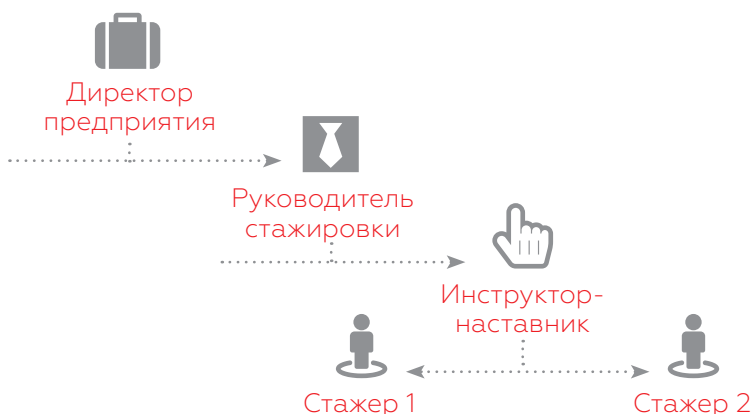 Директор
предприятия
Руководитель
стажировки
Инструктор-
наставник
Стажер 1
Стажер 2